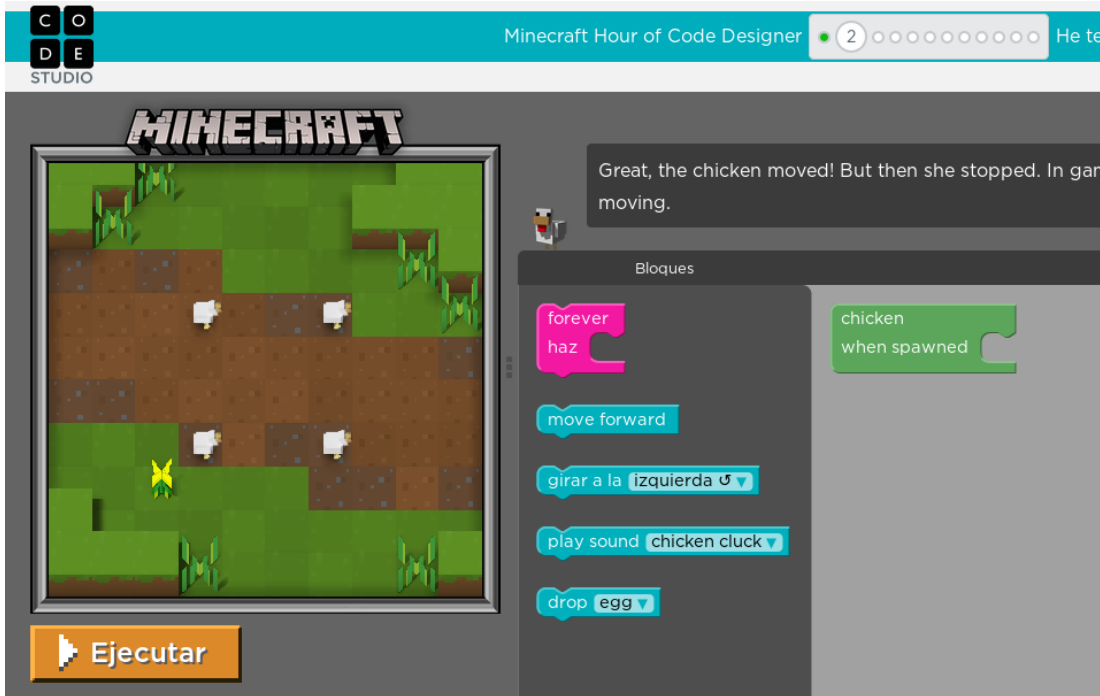 C O
D E
STUDIO
Minecraft Hour of Code Designer
2
He te
MINECRAFT
Great, the chicken moved! But then she stopped. In gar
moving.
Bloques
forever
haz
move forward
girar a la izquierda ↺ ▼
play sound chicken cluck ▼
drop egg ▼
chicken
when spawned
Ejecutar